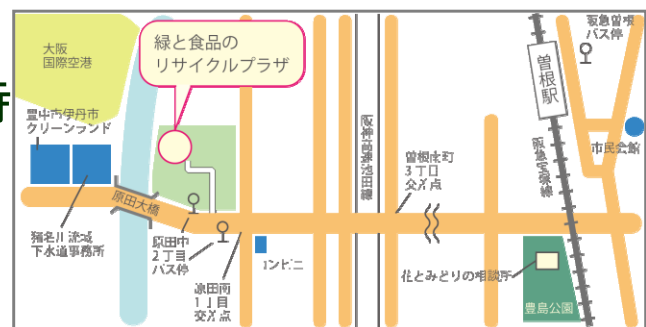 緑と食品の
リサイクルプラザ
大阪
国際空港
豊中市伊丹市
クリーンランド
猪名川流域
下水道事務所
原田大橋
原田中
2丁目
バス停
原田南
1丁目
交差点
コンビニ
阪神高速池田線
曽根南町
3丁目
交差点
花とみどりの相談所
豊島公園
曽根駅
阪急宝塚線
阪急曽根
バス停
市民会館